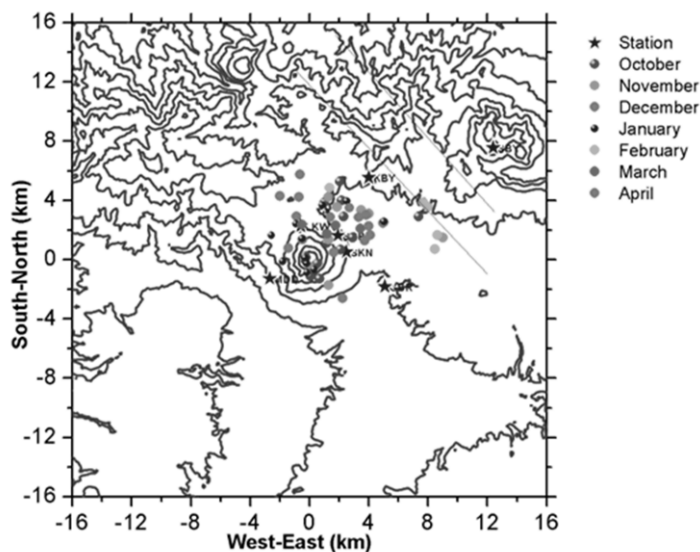 16
12
8
4
0
-4
-8
-12
-16
South-North (km)
-16
-12
-8
-4
0
4
8
12
16
West-East (km)
KBY
SKN
Station
October
November
December
January
February
March
April